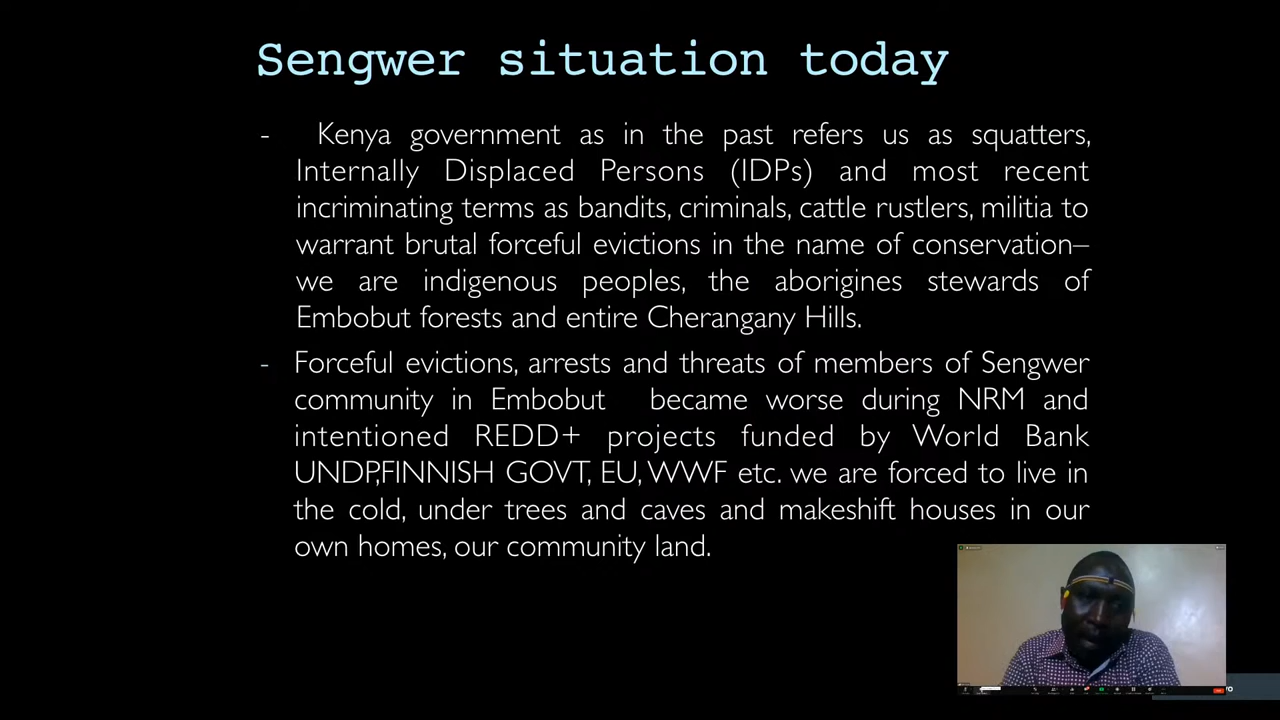 Sengwer situation today
- Kenya government as in the past refers us as squatters,
Internally Displaced Persons (IDPs) and most recent
incriminating terms as bandits, criminals, cattle rustlers, militia to
warrant brutal forceful evictions in the name of conservation–
we are indigenous peoples, the aborigines stewards of
Embobut forests and entire Cherangany Hills.
- Forceful evictions, arrests and threats of members of Sengwer
community in Embobut became worse during NRM and
intentioned REDD+ projects funded by World Bank
UNDP,FINNISH GOVT, EU, WWF etc. we are forced to live in
the cold, under trees and caves and makeshift houses in our
own homes, our community land.